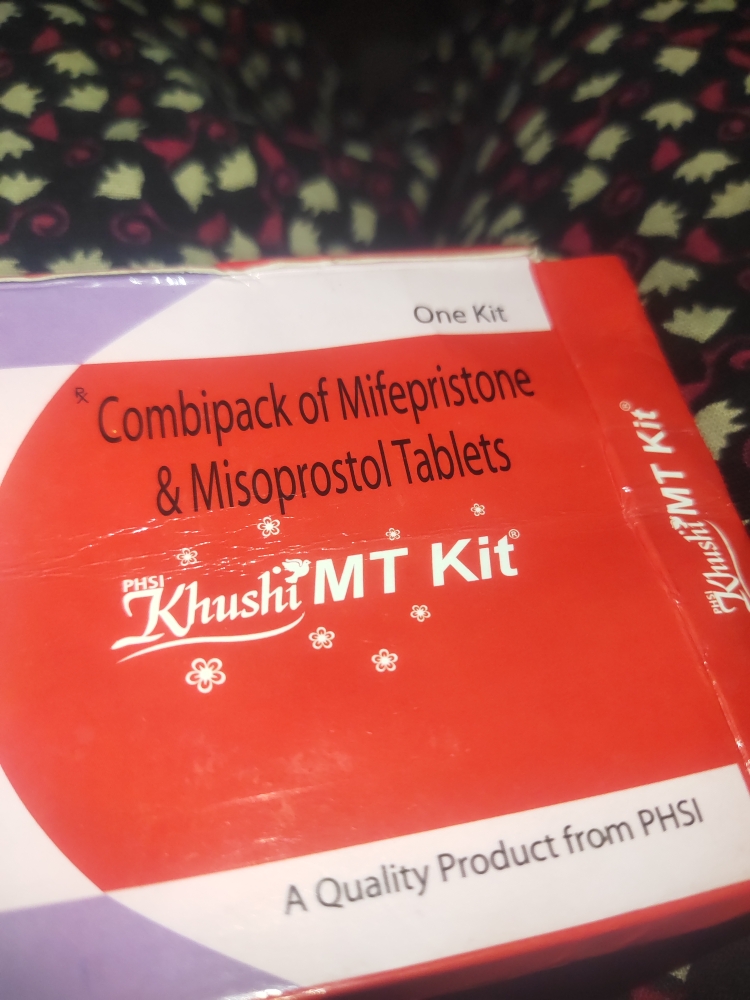 One Kit
Rx Combipack of Mifepristone
& Misoprostol Tablets
PHSI
Khushi MT Kit®
A Quality Product from PHSI
PHSI Khushi MT Kit®